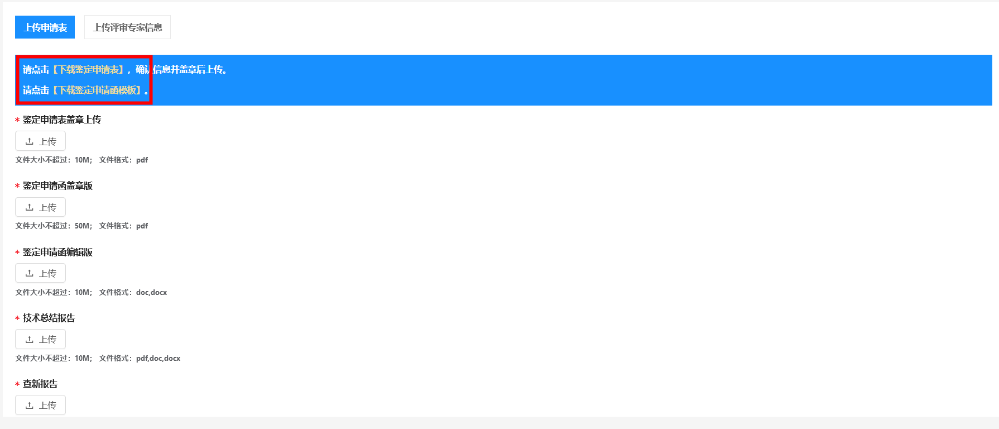 上传申请表 上传评审专家信息
请点击【下载鉴定申请表】，确认信息并盖章后上传。
请点击【下载鉴定申请函模板】。
* 鉴定申请表盖章上传
上传
文件大小不超过：10M； 文件格式：pdf
* 鉴定申请函盖章版
上传
文件大小不超过：50M； 文件格式：pdf
* 鉴定申请函编辑版
上传
文件大小不超过：10M； 文件格式：doc,docx
* 技术总结报告
上传
文件大小不超过：10M； 文件格式：pdf,doc,docx
* 查新报告
上传